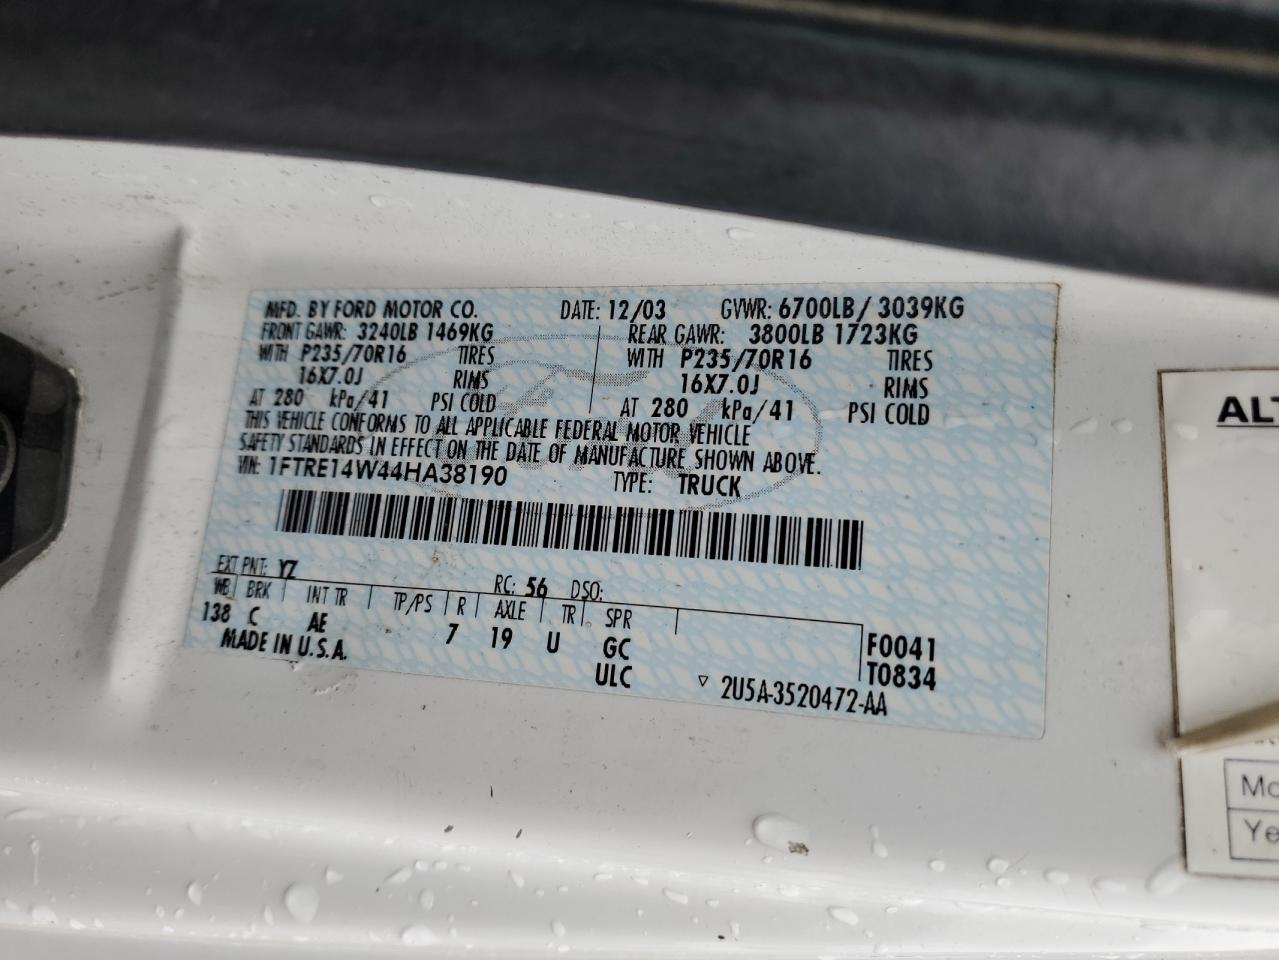 MFD. BY FORD MOTOR CO. DATE: 12/03 GVWR: 6700LB/ 3039KG
FRONT GAWR: 3240LB 1469KG REAR GAWR: 3800LB 1723KG
WITH P235/70R16 TIRES WITH P235/70R16 TIRES
16X7.0J RIMS 16X7.0J RIMS
AT 280 kPa/41 PSI COLD AT 280 kPa/41 PSI COLD
THIS VEHICLE CONFORMS TO ALL APPLICABLE FEDERAL MOTOR VEHICLE
SAFETY STANDARDS IN EFFECT ON THE DATE OF MANUFACTURE SHOWN ABOVE.
VIN: 1FTRE14W44HA38190 TYPE: TRUCK
EXT PNT: YZ RC: 56 DSO:
WB BRK INT TR TP/PS R AXLE TR SPR
138 C AE 7 19 U GC F0041
MADE IN U.S.A. ULC T0834
▽ 2U5A-3520472-AA
ALT
Mo
Ye